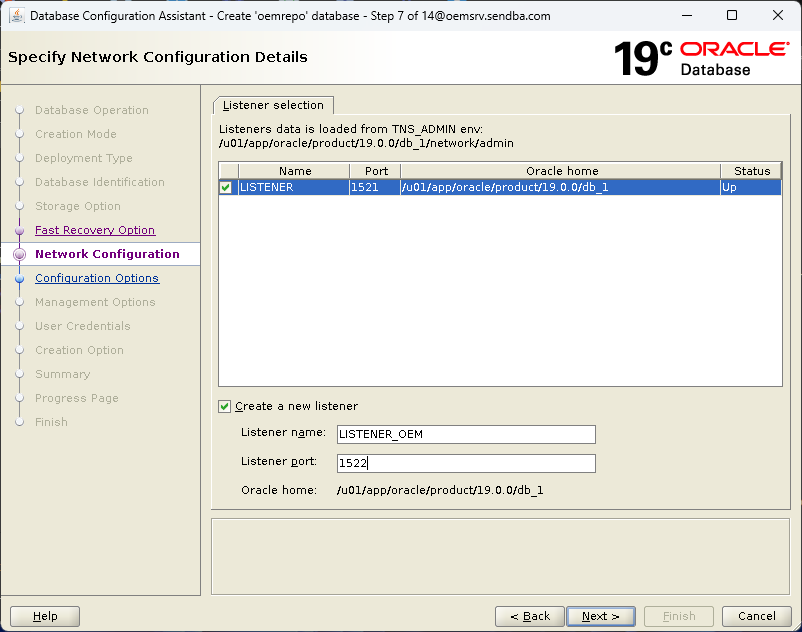 Database Configuration Assistant - Create 'oemrepo' database - Step 7 of 14@oemsrv.sendba.com
Specify Network Configuration Details
19c ORACLE
Database
Database Operation
Creation Mode
Deployment Type
Database Identification
Storage Option
Fast Recovery Option
Network Configuration
Configuration Options
Management Options
User Credentials
Creation Option
Summary
Progress Page
Finish
Listener selection
Listeners data is loaded from TNS_ADMIN env:
/u01/app/oracle/product/19.0.0/db_1/network/admin
Name Port Oracle home Status
LISTENER 1521 /u01/app/oracle/product/19.0.0/db_1 Up
Create a new listener
Listener name: LISTENER_OEM
Listener port: 1522
Oracle home: /u01/app/oracle/product/19.0.0/db_1
Help < Back Next > Finish Cancel